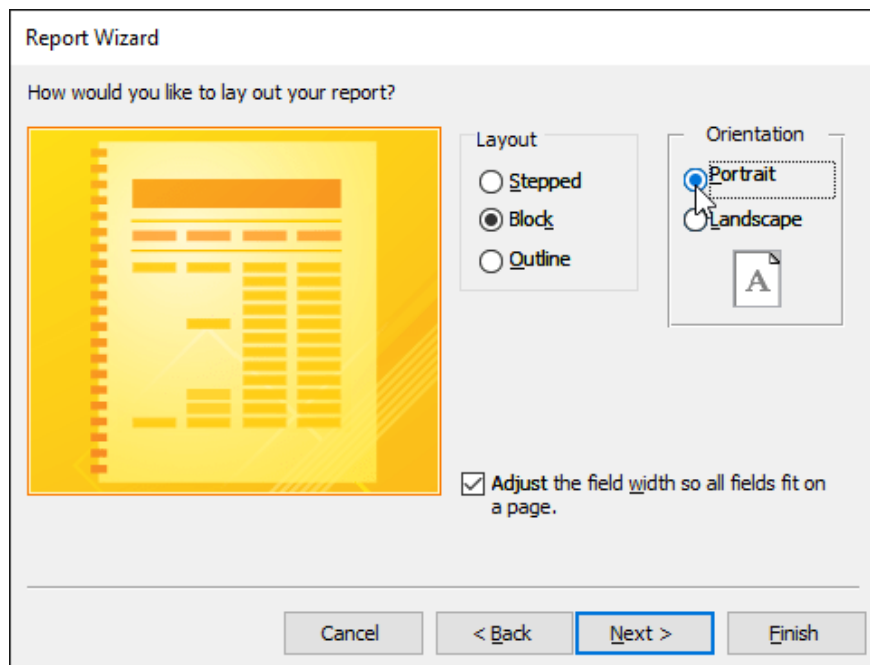 Report Wizard
How would you like to lay out your report?
Layout
Stepped
Block
Outline
Orientation
Portrait
Landscape
A
Adjust the field width so all fields fit on
a page.
Cancel
< Back
Next >
Finish